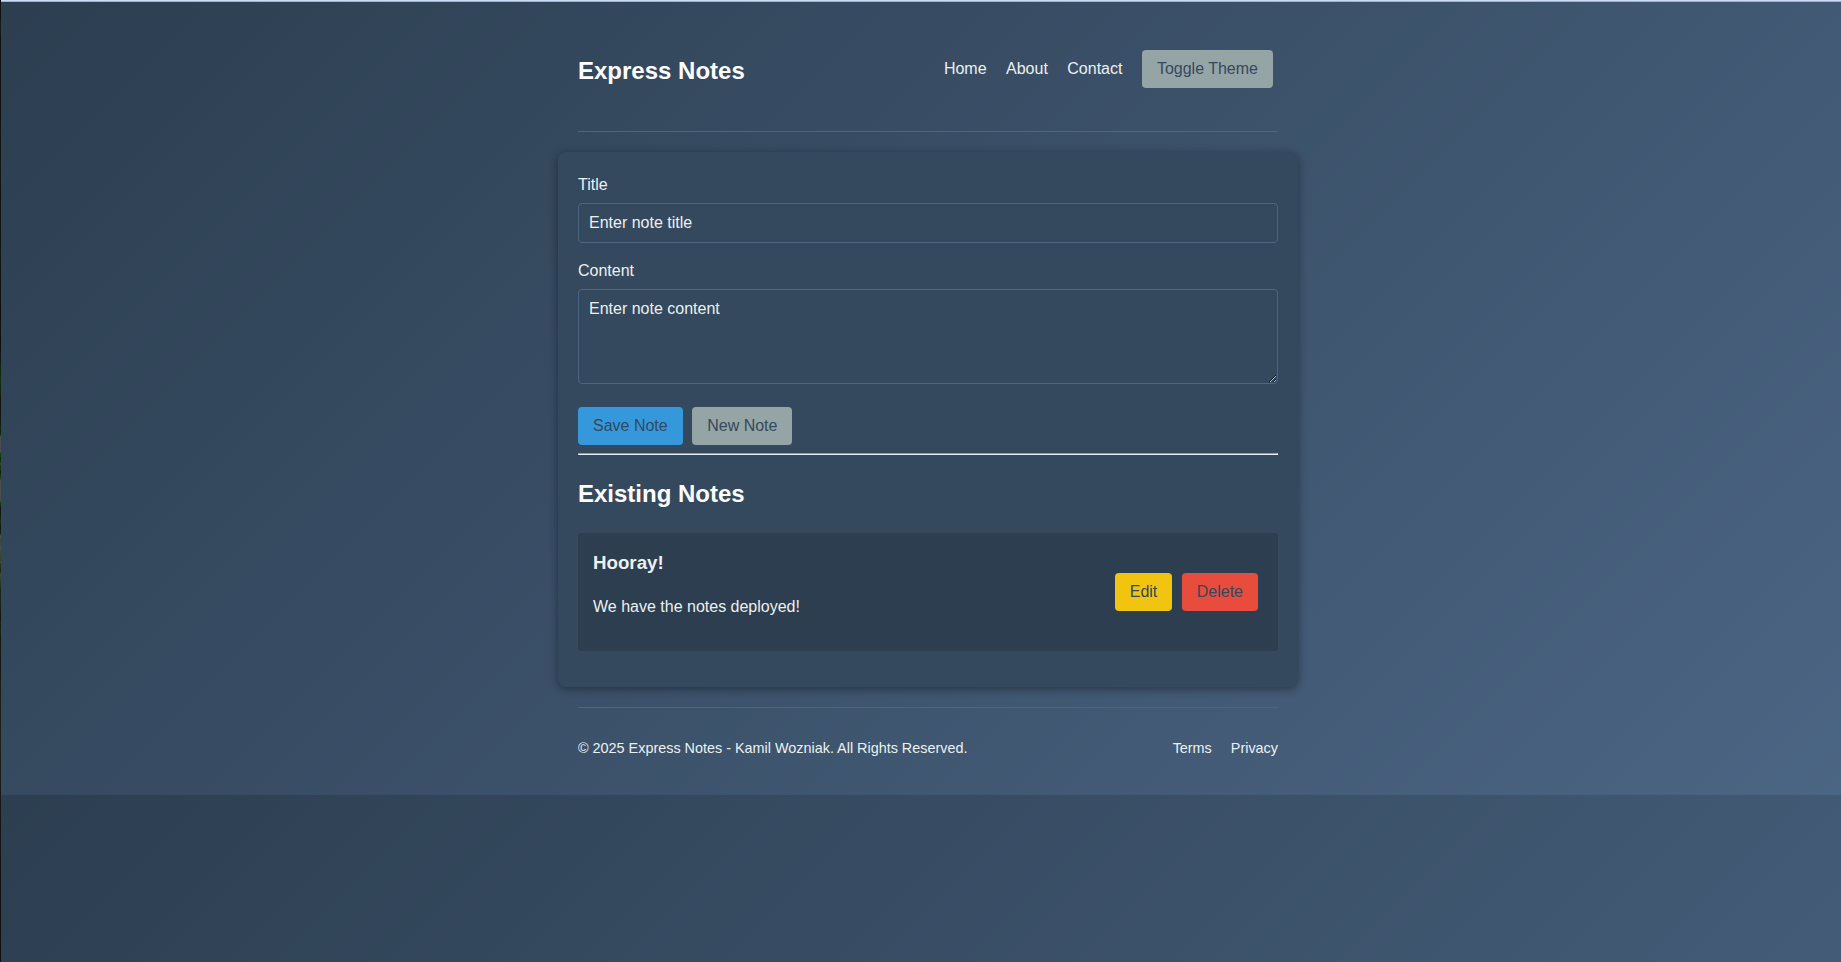 Express Notes
Home About Contact Toggle Theme
Title
Enter note title
Content
Enter note content
Save Note New Note
Existing Notes
Hooray!
We have the notes deployed!
Edit Delete
© 2025 Express Notes - Kamil Wozniak. All Rights Reserved.
Terms Privacy